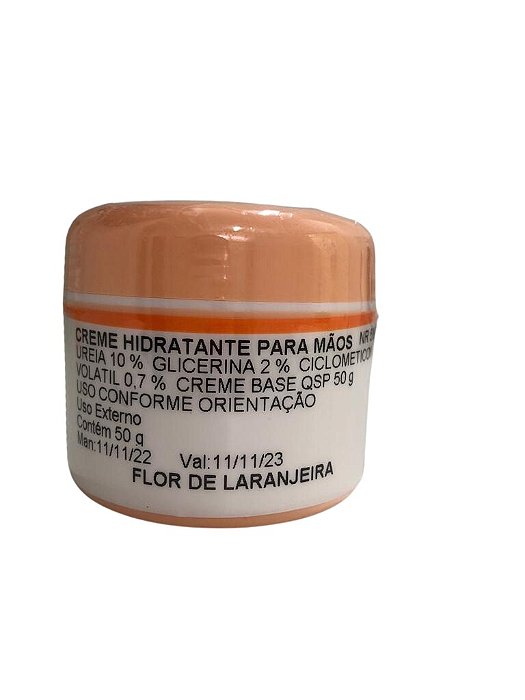 CREME HIDRATANTE PARA MÃOS NR
UREIA 10 % GLICERINA 2 %
VOLATIL 0,7 % CREME BASE QSP 50 g
USO CONFORME ORIENTAÇÃO
Uso Externo
Contém 50 g
Man:11/11/22 Val:11/11/23
FLOR DE LARANJEIRA